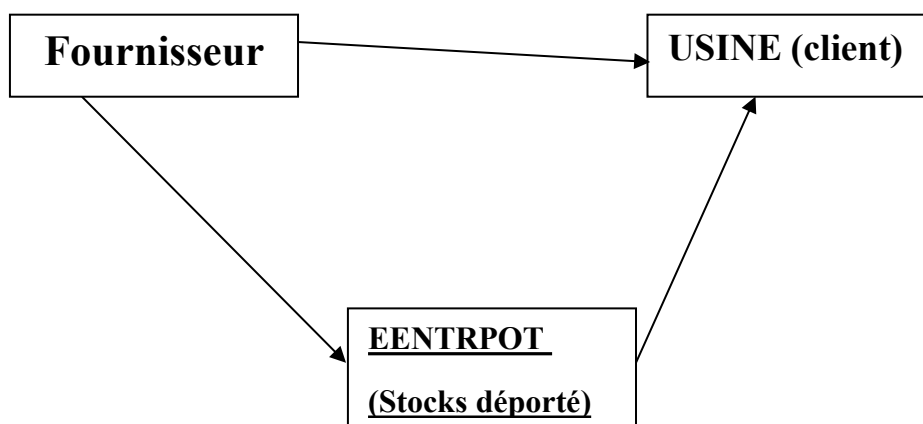 Fournisseur
USINE (client)
EENTRPOT
(Stocks déporté)